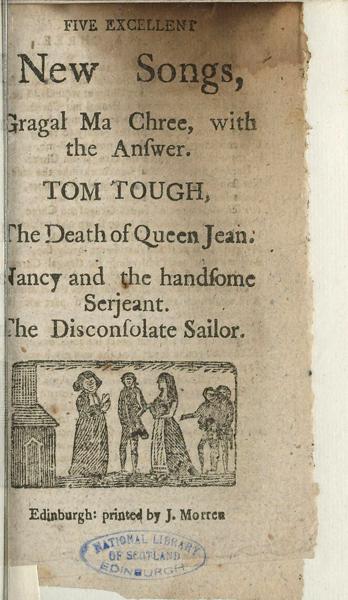 FIVE EXCELLENT
New Songs,
Gragal Ma Chree, with
the Anſwer.
TOM TOUGH,
The Death of Queen Jean.
Nancy and the handſome
Serjeant.
The Disconſolate Sailor.
Edinburgh: printed by J. Morren
NATIONAL LIBRARY
OF SCOTLAND
EDINBURGH